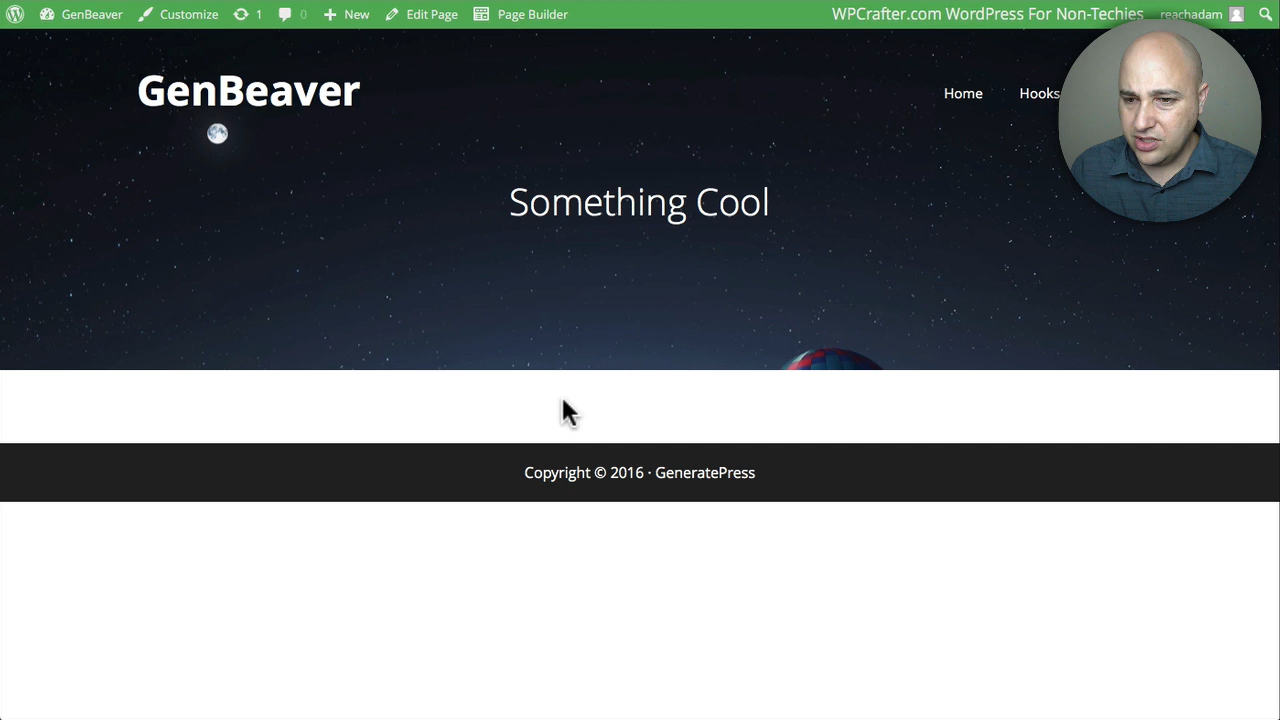 GenBeaver Customize 1 0 New Edit Page Page Builder WPCrafter.com WordPress For Non-Techies reachadam
GenBeaver
Home Hooks
Something Cool
Copyright © 2016 · GeneratePress